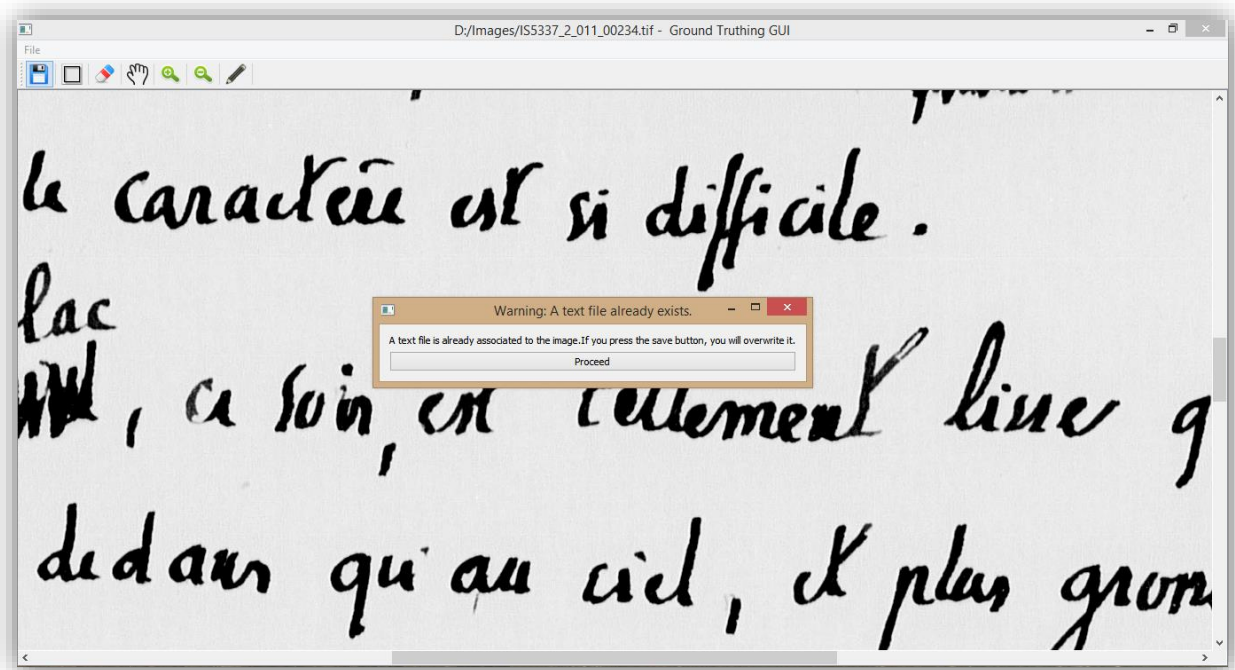 D:/Images/IS5337_2_011_00234.tif - Ground Truthing GUI
File
le caractère est si difficile.
lac
Warning: A text file already exists.
A text file is already associated to the image.If you press the save button, you will overwrite it.
Proceed
, ce soir, est tellement lisse q
dedans qu'au ciel, et plus